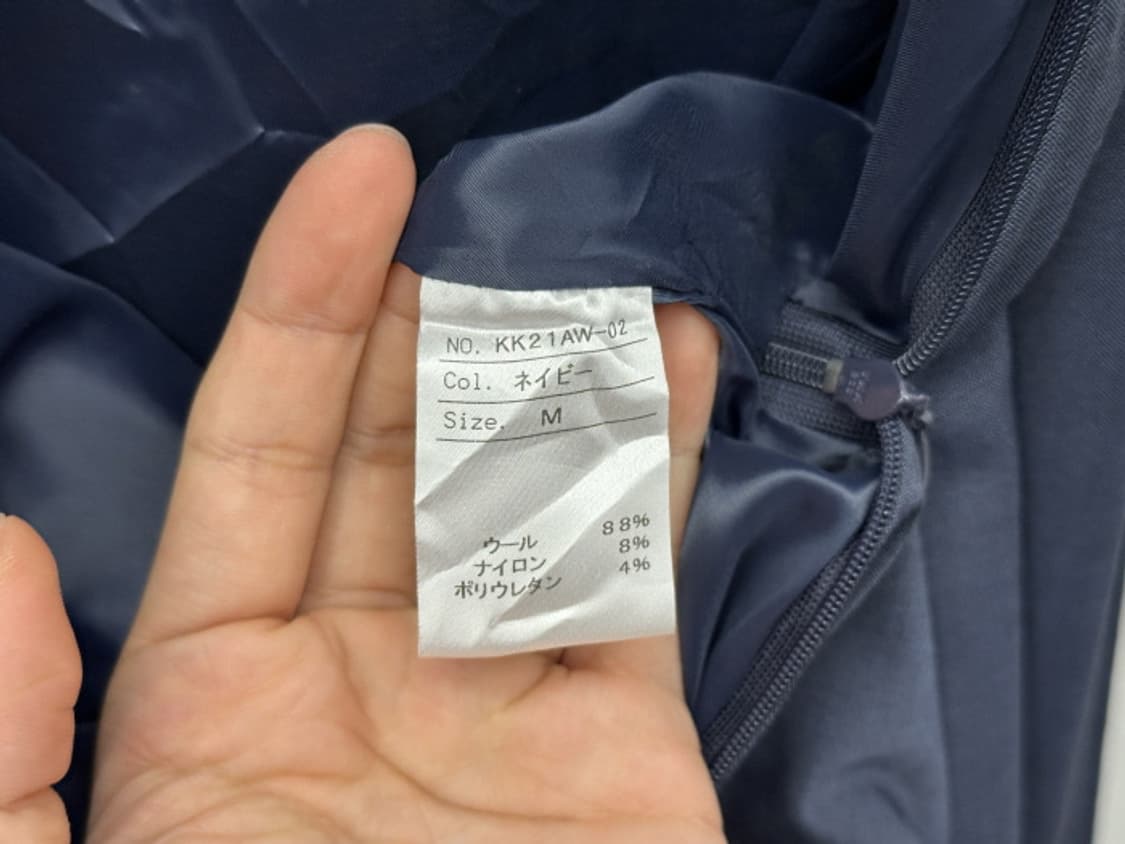 NO. KK21AW-02
Col. ネイビー
Size. M
ウール 88%
ナイロン 8%
ポリウレタン 4%